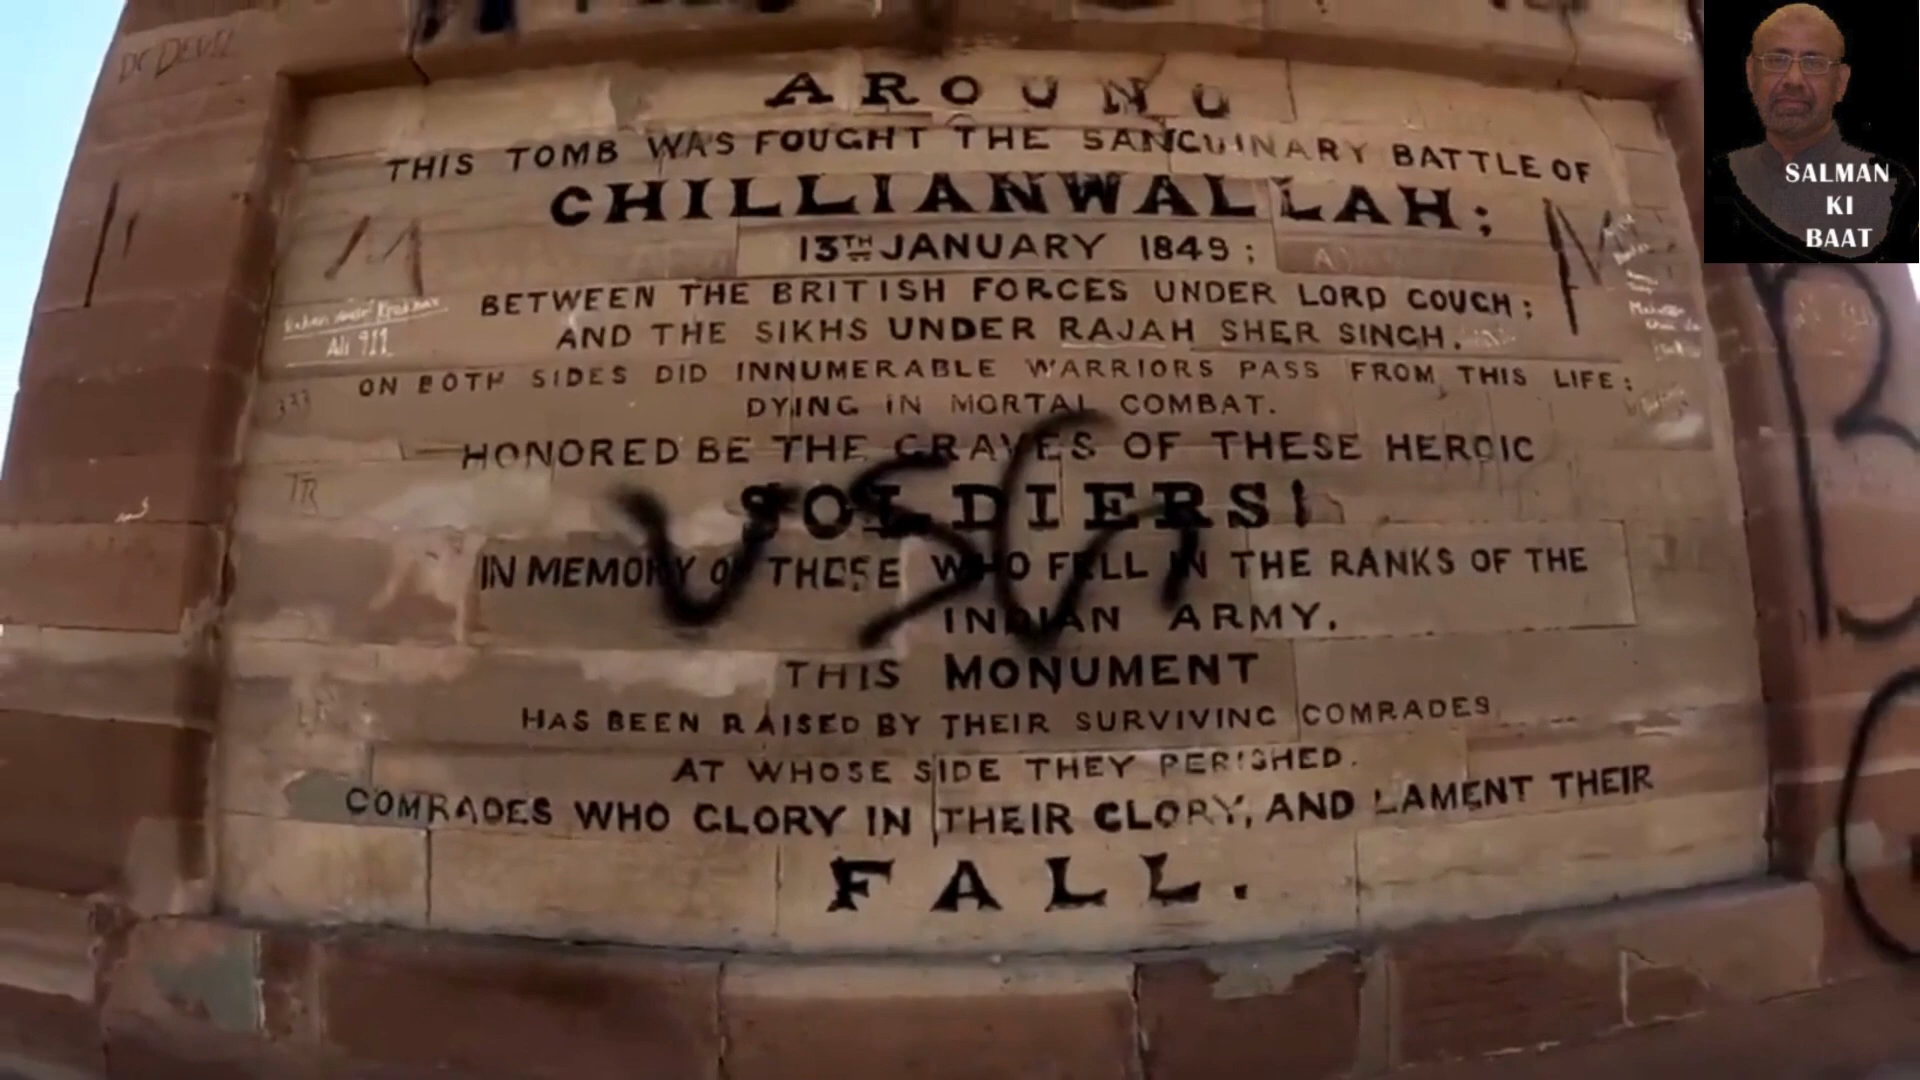 Dr DEVIL
AROUND
THIS TOMB WAS FOUGHT THE SANGUINARY BATTLE OF
CHILLIANWALLAH;
13TH JANUARY 1849;
BETWEEN THE BRITISH FORCES UNDER LORD GOUGH;
AND THE SIKHS UNDER RAJAH SHER SINGH.
ON BOTH SIDES DID INNUMERABLE WARRIORS PASS FROM THIS LIFE;
DYING IN MORTAL COMBAT.
HONORED BE THE GRAVES OF THESE HEROIC
SOLDIERS!
IN MEMORY OF THOSE WHO FELL IN THE RANKS OF THE
INDIAN ARMY.
THIS MONUMENT
HAS BEEN RAISED BY THEIR SURVIVING COMRADES
AT WHOSE SIDE THEY PERISHED.
COMRADES WHO GLORY IN THEIR GLORY, AND LAMENT THEIR
FALL.
M
Ali 911
333
TR
SALMAN
KI
BAAT
B